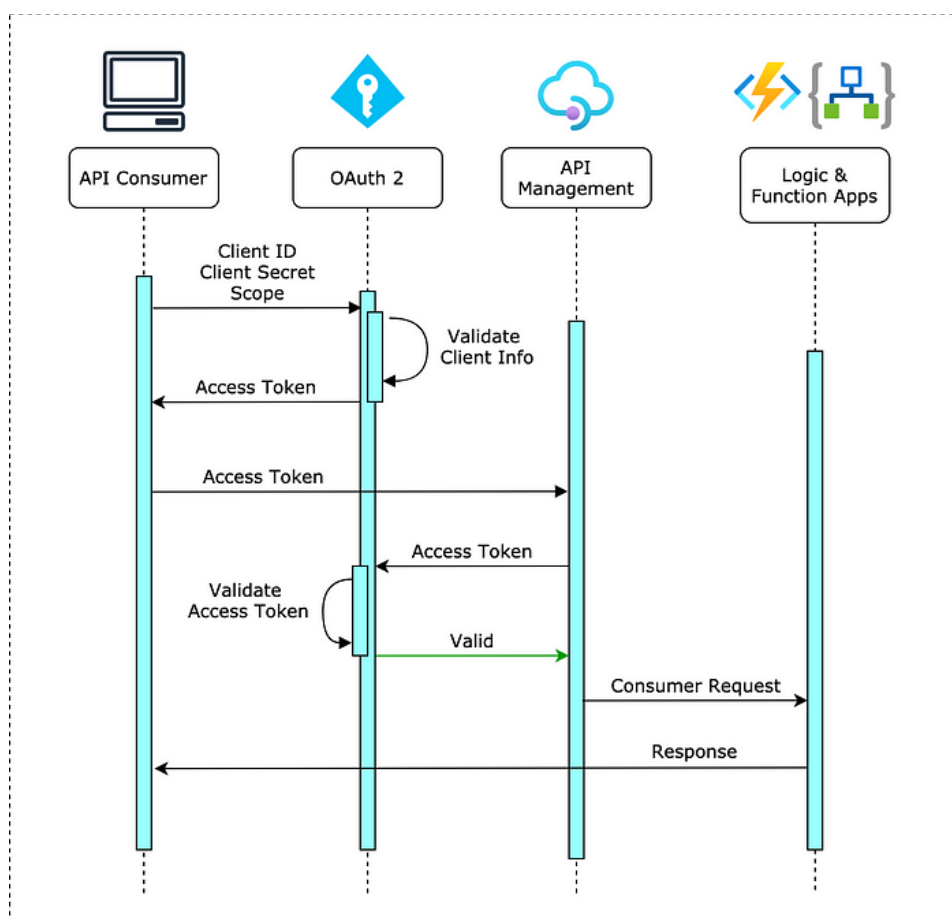 API Consumer
OAuth 2
API
Management
Logic &
Function Apps
Client ID
Client Secret
Scope
Validate
Client Info
Access Token
Access Token
Access Token
Validate
Access Token
Valid
Consumer Request
Response